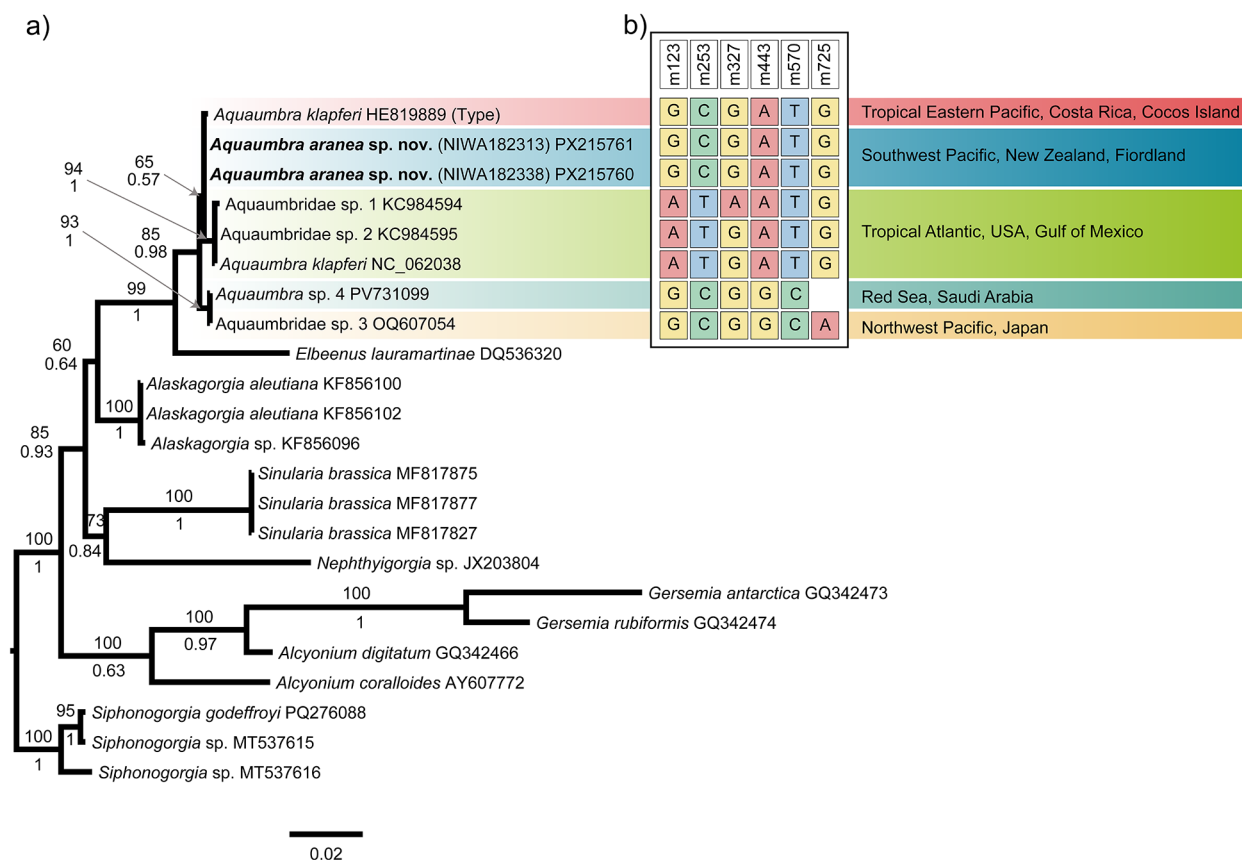 a)
b)
m123 m253 m327 m443 m570 m725
Aquaumbra klapferi HE819889 (Type) G C G A T G Tropical Eastern Pacific, Costa Rica, Cocos Island
Aquaumbra aranea sp. nov. (NIWA182313) PX215761 G C G A T G
Southwest Pacific, New Zealand, Fiordland
Aquaumbra aranea sp. nov. (NIWA182338) PX215760 G C G A T G
Aquaumbridae sp. 1 KC984594 A T A A T G
Aquaumbridae sp. 2 KC984595 A T G A T G Tropical Atlantic, USA, Gulf of Mexico
Aquaumbra klapferi NC_062038 A T G A T G
Aquaumbra sp. 4 PV731099 G C G G C Red Sea, Saudi Arabia
Aquaumbridae sp. 3 OQ607054 G C G G C A Northwest Pacific, Japan
Elbeenus lauramartinae DQ536320
Alaskagorgia aleutiana KF856100
Alaskagorgia aleutiana KF856102
Alaskagorgia sp. KF856096
Sinularia brassica MF817875
Sinularia brassica MF817877
Sinularia brassica MF817827
Nephthyigorgia sp. JX203804
Gersemia antarctica GQ342473
Gersemia rubiformis GQ342474
Alcyonium digitatum GQ342466
Alcyonium coralloides AY607772
Siphonogorgia godeffroyi PQ276088
Siphonogorgia sp. MT537615
Siphonogorgia sp. MT537616
65
0.57
94
1
93
1
85
0.98
99
1
60
0.64
100
1
85
0.93
100
1
73
0.84
100
1
100
1
100
0.97
100
0.63
95
1
100
1
0.02